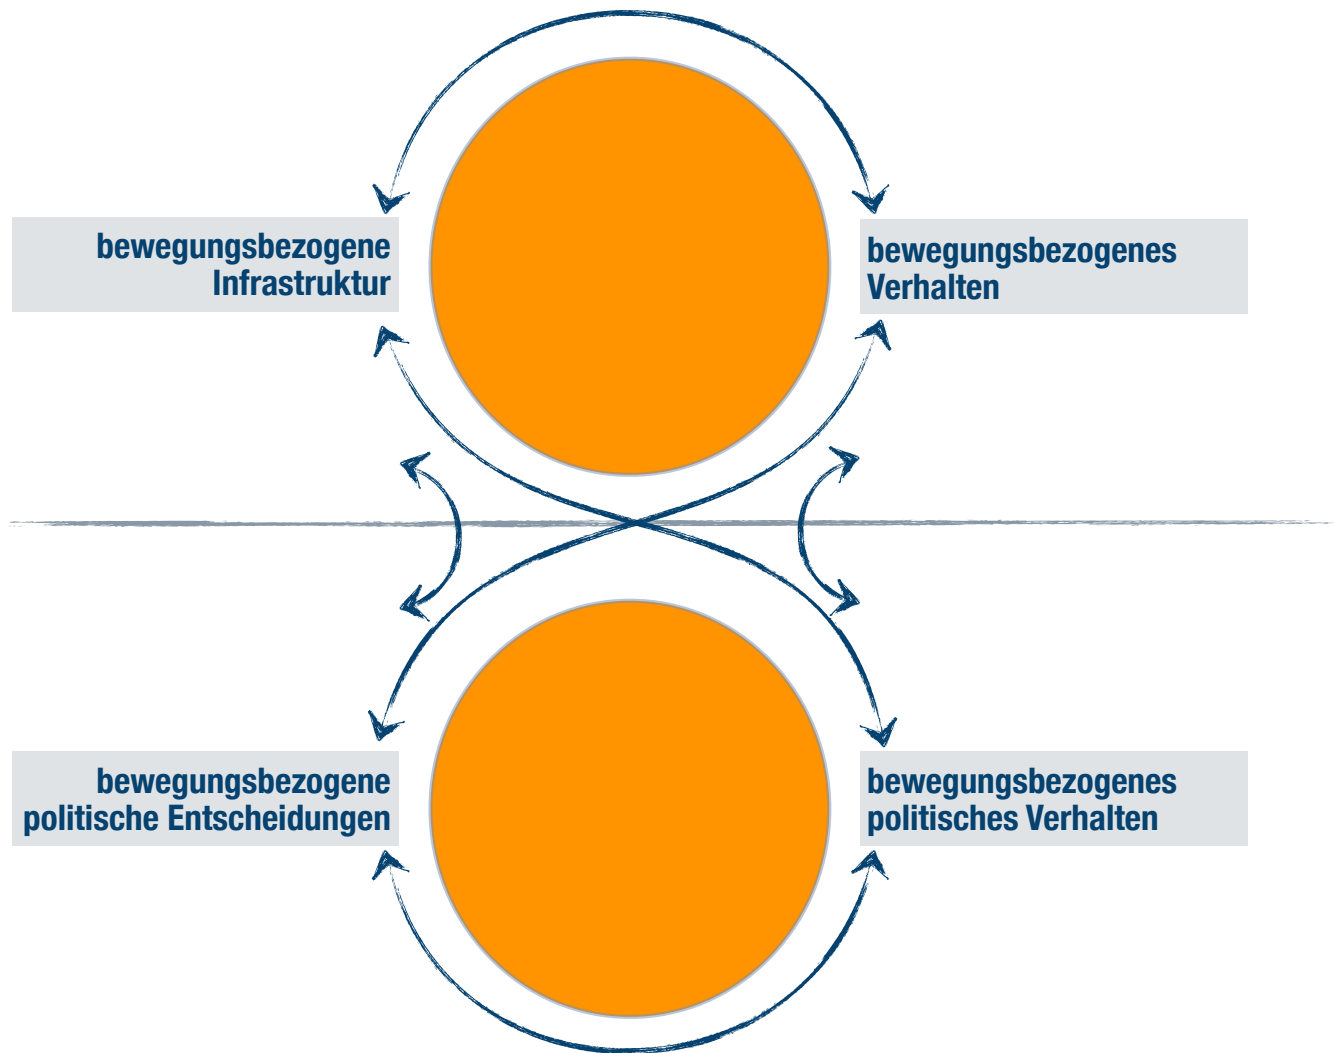 bewegungsbezogene
Infrastruktur
bewegungsbezogenes
Verhalten
bewegungsbezogene
politische Entscheidungen
bewegungsbezogenes
politisches Verhalten